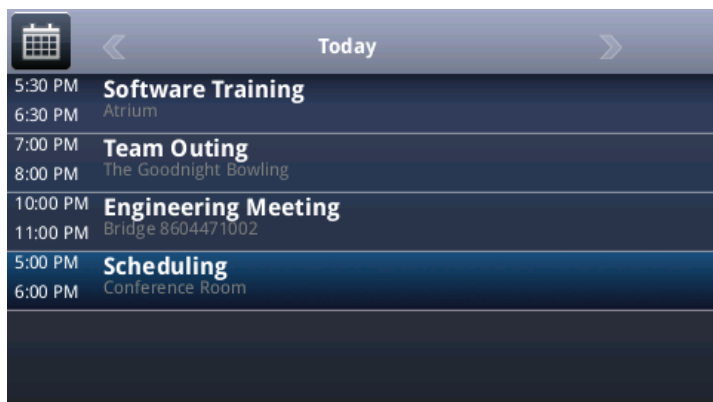 Today
5:30 PM Software Training
6:30 PM Atrium
7:00 PM Team Outing
8:00 PM The Goodnight Bowling
10:00 PM Engineering Meeting
11:00 PM Bridge 8604471002
5:00 PM Scheduling
6:00 PM Conference Room